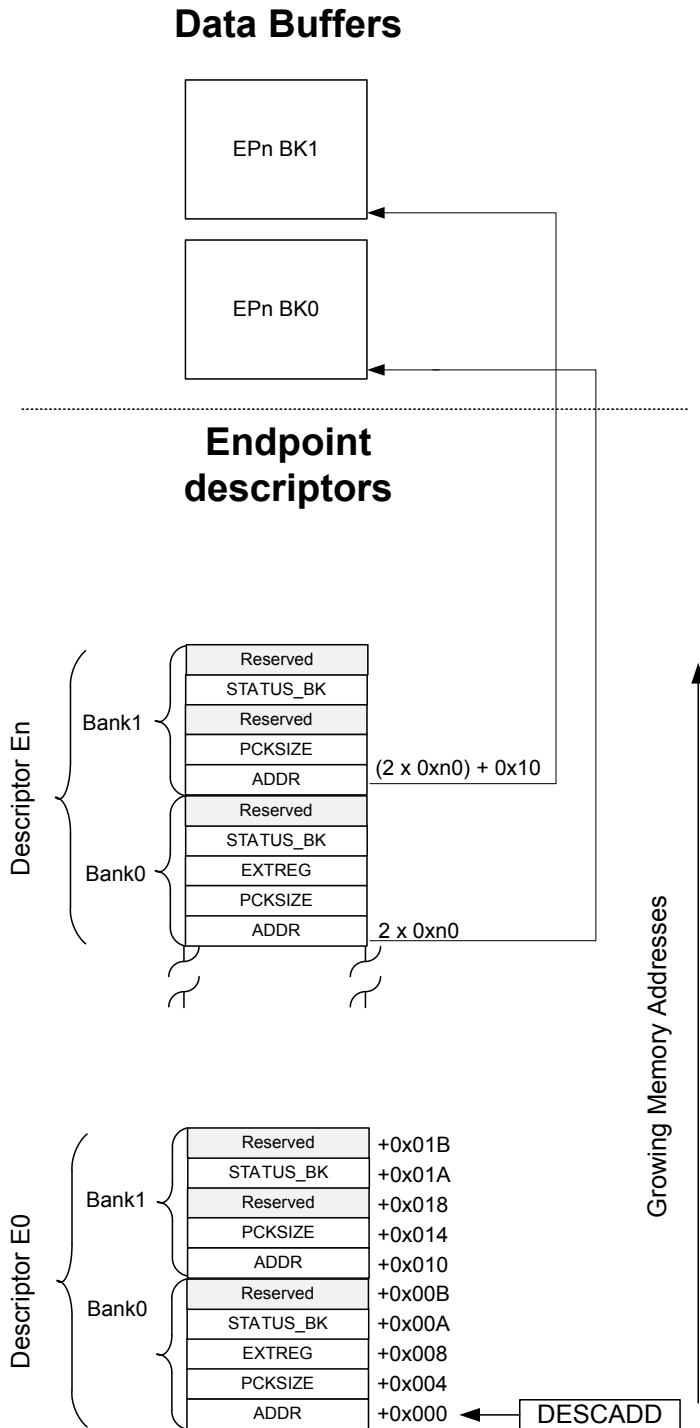 Data Buffers
EPn BK1
EPn BK0
Endpoint
descriptors
Descriptor En
Bank1
Reserved
STATUS_BK
Reserved
PCKSIZE
ADDR (2 x 0xn0) + 0x10
Bank0
Reserved
STATUS_BK
EXTREG
PCKSIZE
ADDR 2 x 0xn0
Growing Memory Addresses
Descriptor E0
Bank1
Reserved +0x01B
STATUS_BK +0x01A
Reserved +0x018
PCKSIZE +0x014
ADDR +0x010
Bank0
Reserved +0x00B
STATUS_BK +0x00A
EXTREG +0x008
PCKSIZE +0x004
ADDR +0x000 DESCADD